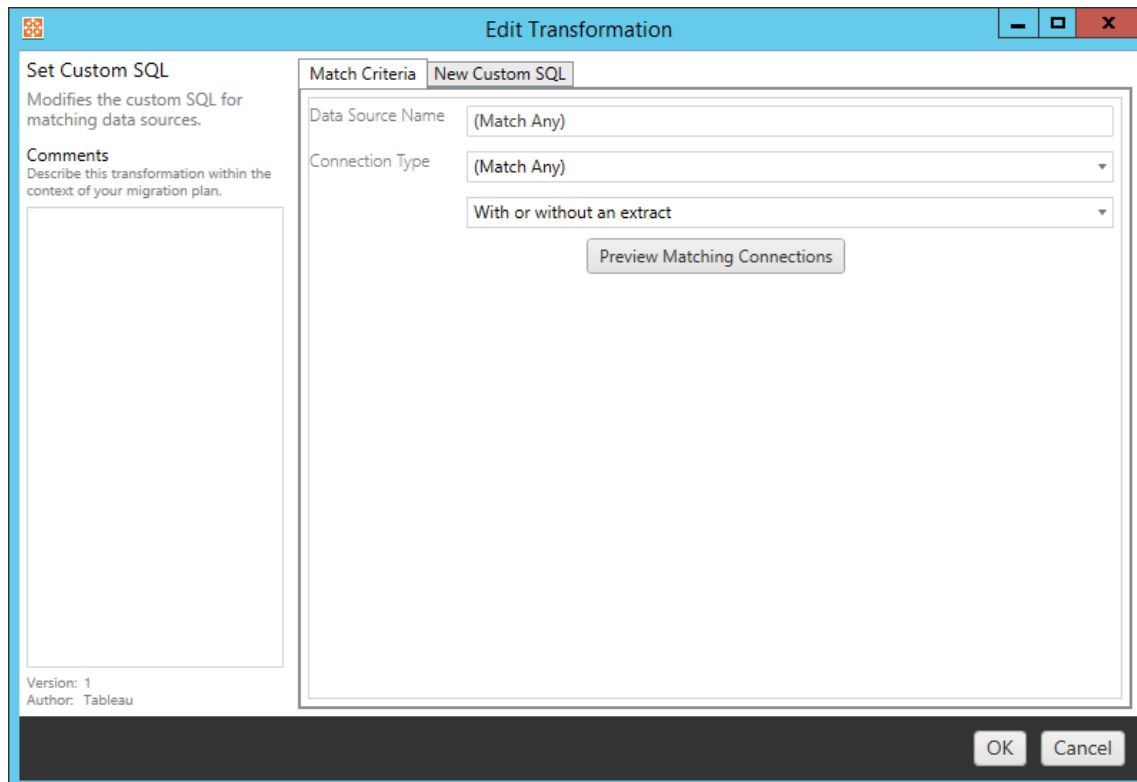 Edit Transformation
Set Custom SQL
Modifies the custom SQL for
matching data sources.
Comments
Describe this transformation within the
context of your migration plan.
Version: 1
Author: Tableau
Match Criteria
New Custom SQL
Data Source Name
(Match Any)
Connection Type
(Match Any)
With or without an extract
Preview Matching Connections
OK
Cancel